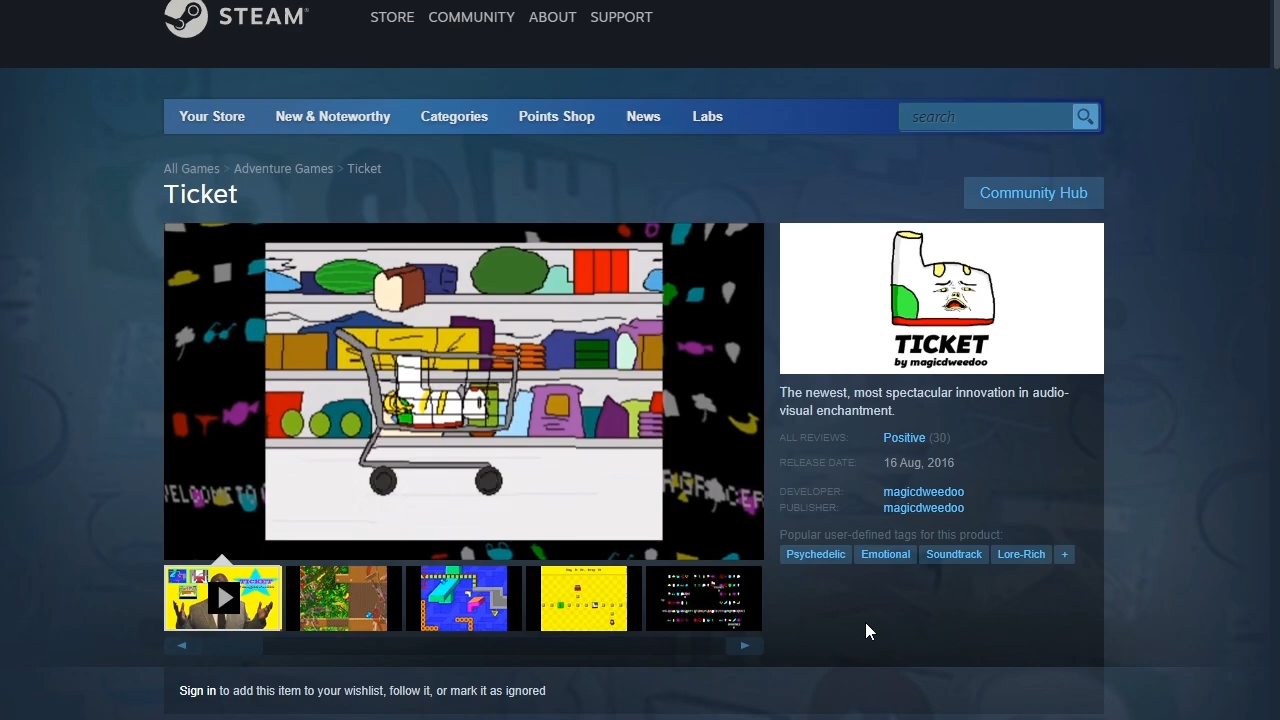 STEAM®
STORE COMMUNITY ABOUT SUPPORT
Your Store New & Noteworthy Categories Points Shop News Labs search
All Games > Adventure Games > Ticket
Ticket
Community Hub
WELCOME TO
TICKET
by magicdweedoo
The newest, most spectacular innovation in audio-
visual enchantment.
ALL REVIEWS: Positive (30)
RELEASE DATE: 16 Aug, 2016
DEVELOPER: magicdweedoo
PUBLISHER: magicdweedoo
Popular user-defined tags for this product:
Psychedelic Emotional Soundtrack Lore-Rich +
TICKET
Sign in to add this item to your wishlist, follow it, or mark it as ignored